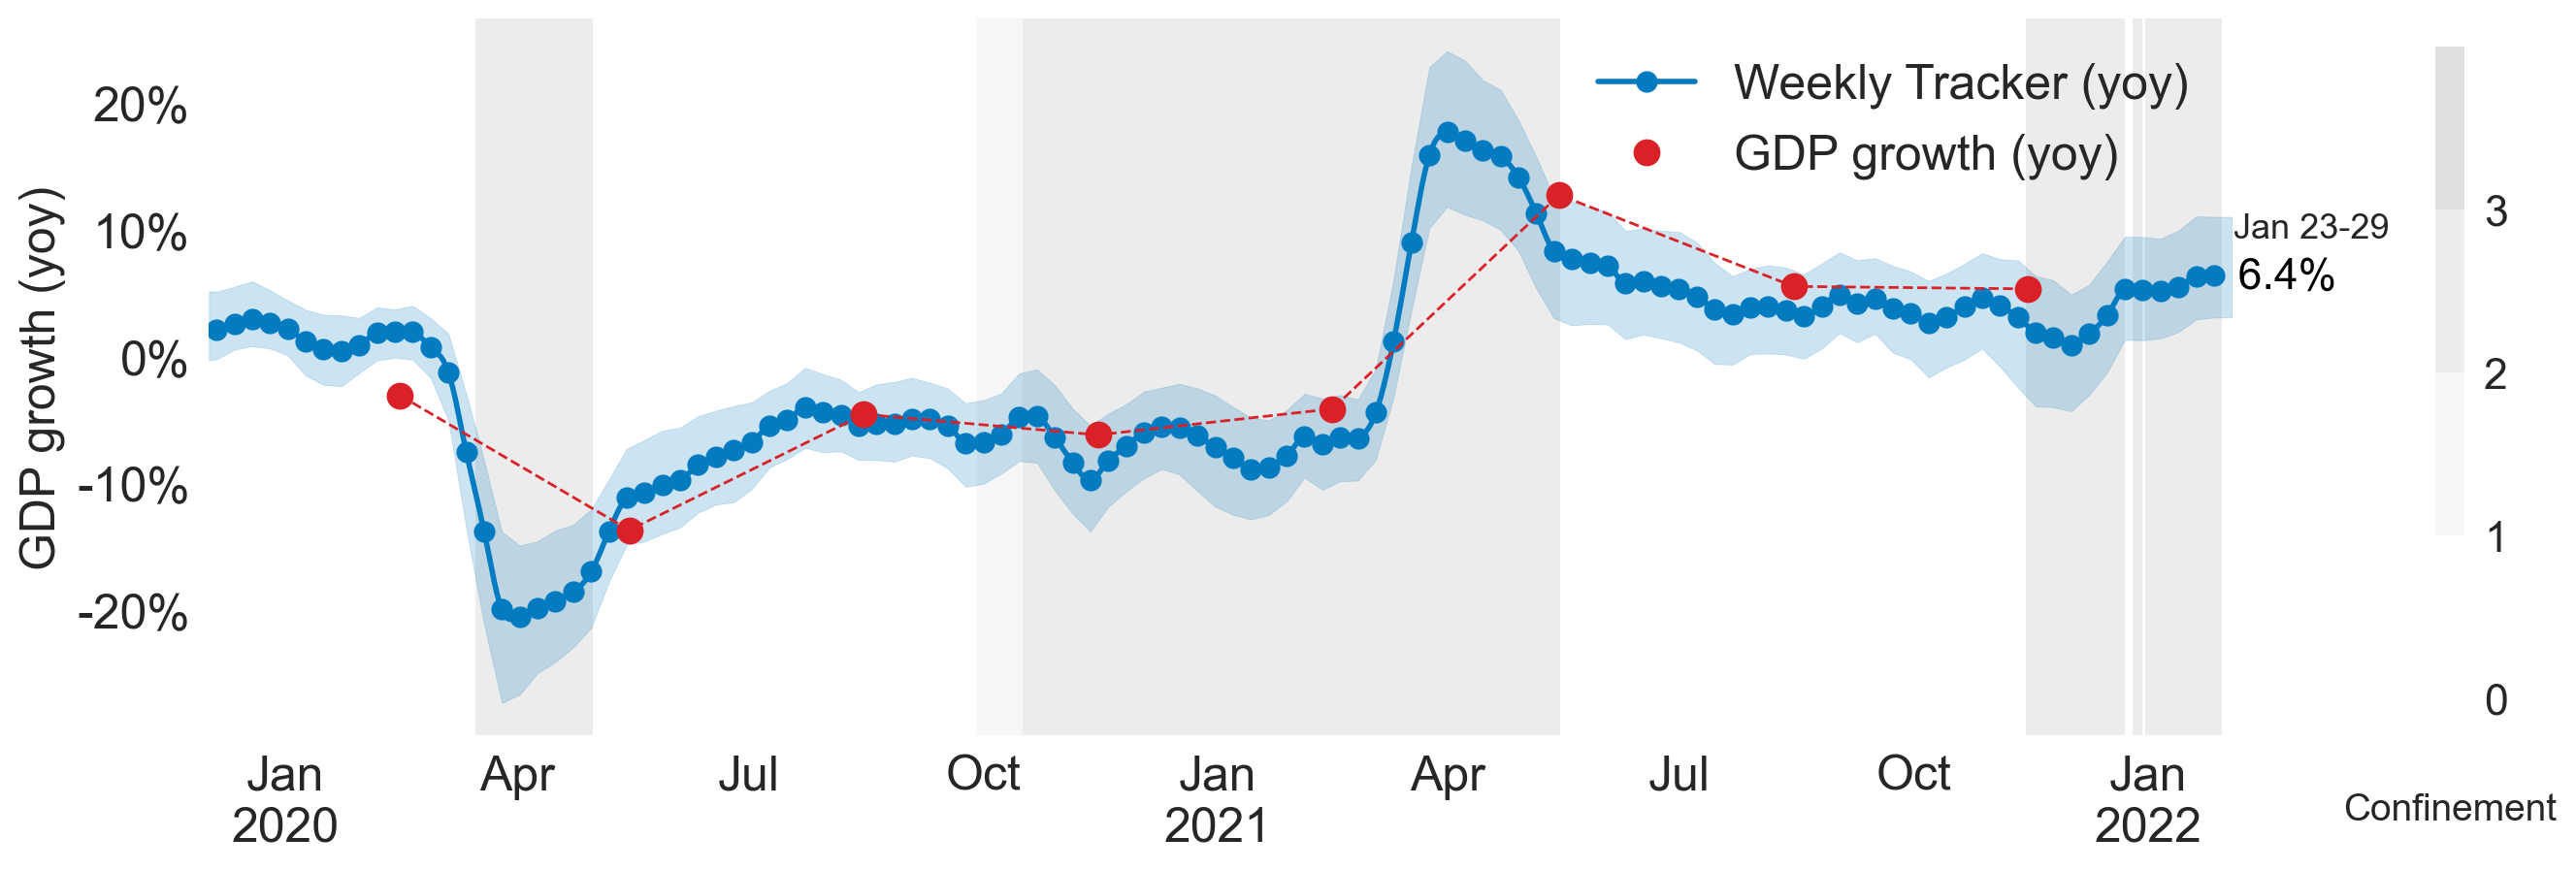 Weekly Tracker (yoy)
GDP growth (yoy)
GDP growth (yoy)
20%
10%
0%
-10%
-20%
Jan 23-29
6.4%
3
2
1
0
Jan Apr Jul Oct Jan Apr Jul Oct Jan
2020 2021 2022
Confinement